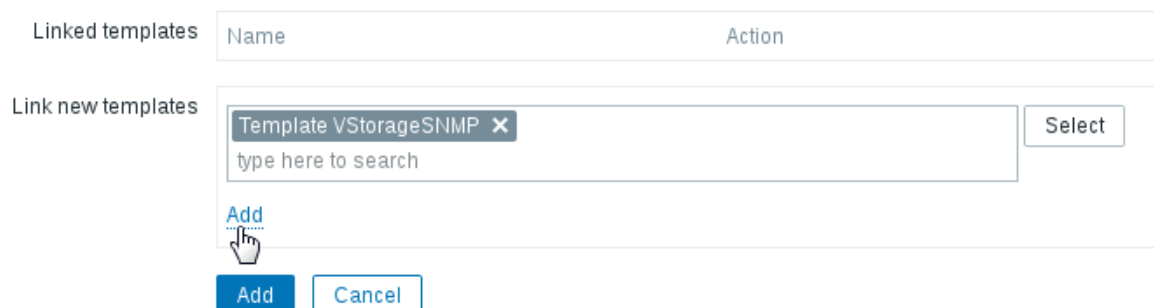 Linked templates Name Action
Link new templates
Template VStorageSNMP Select
type here to search
Add
Add Cancel